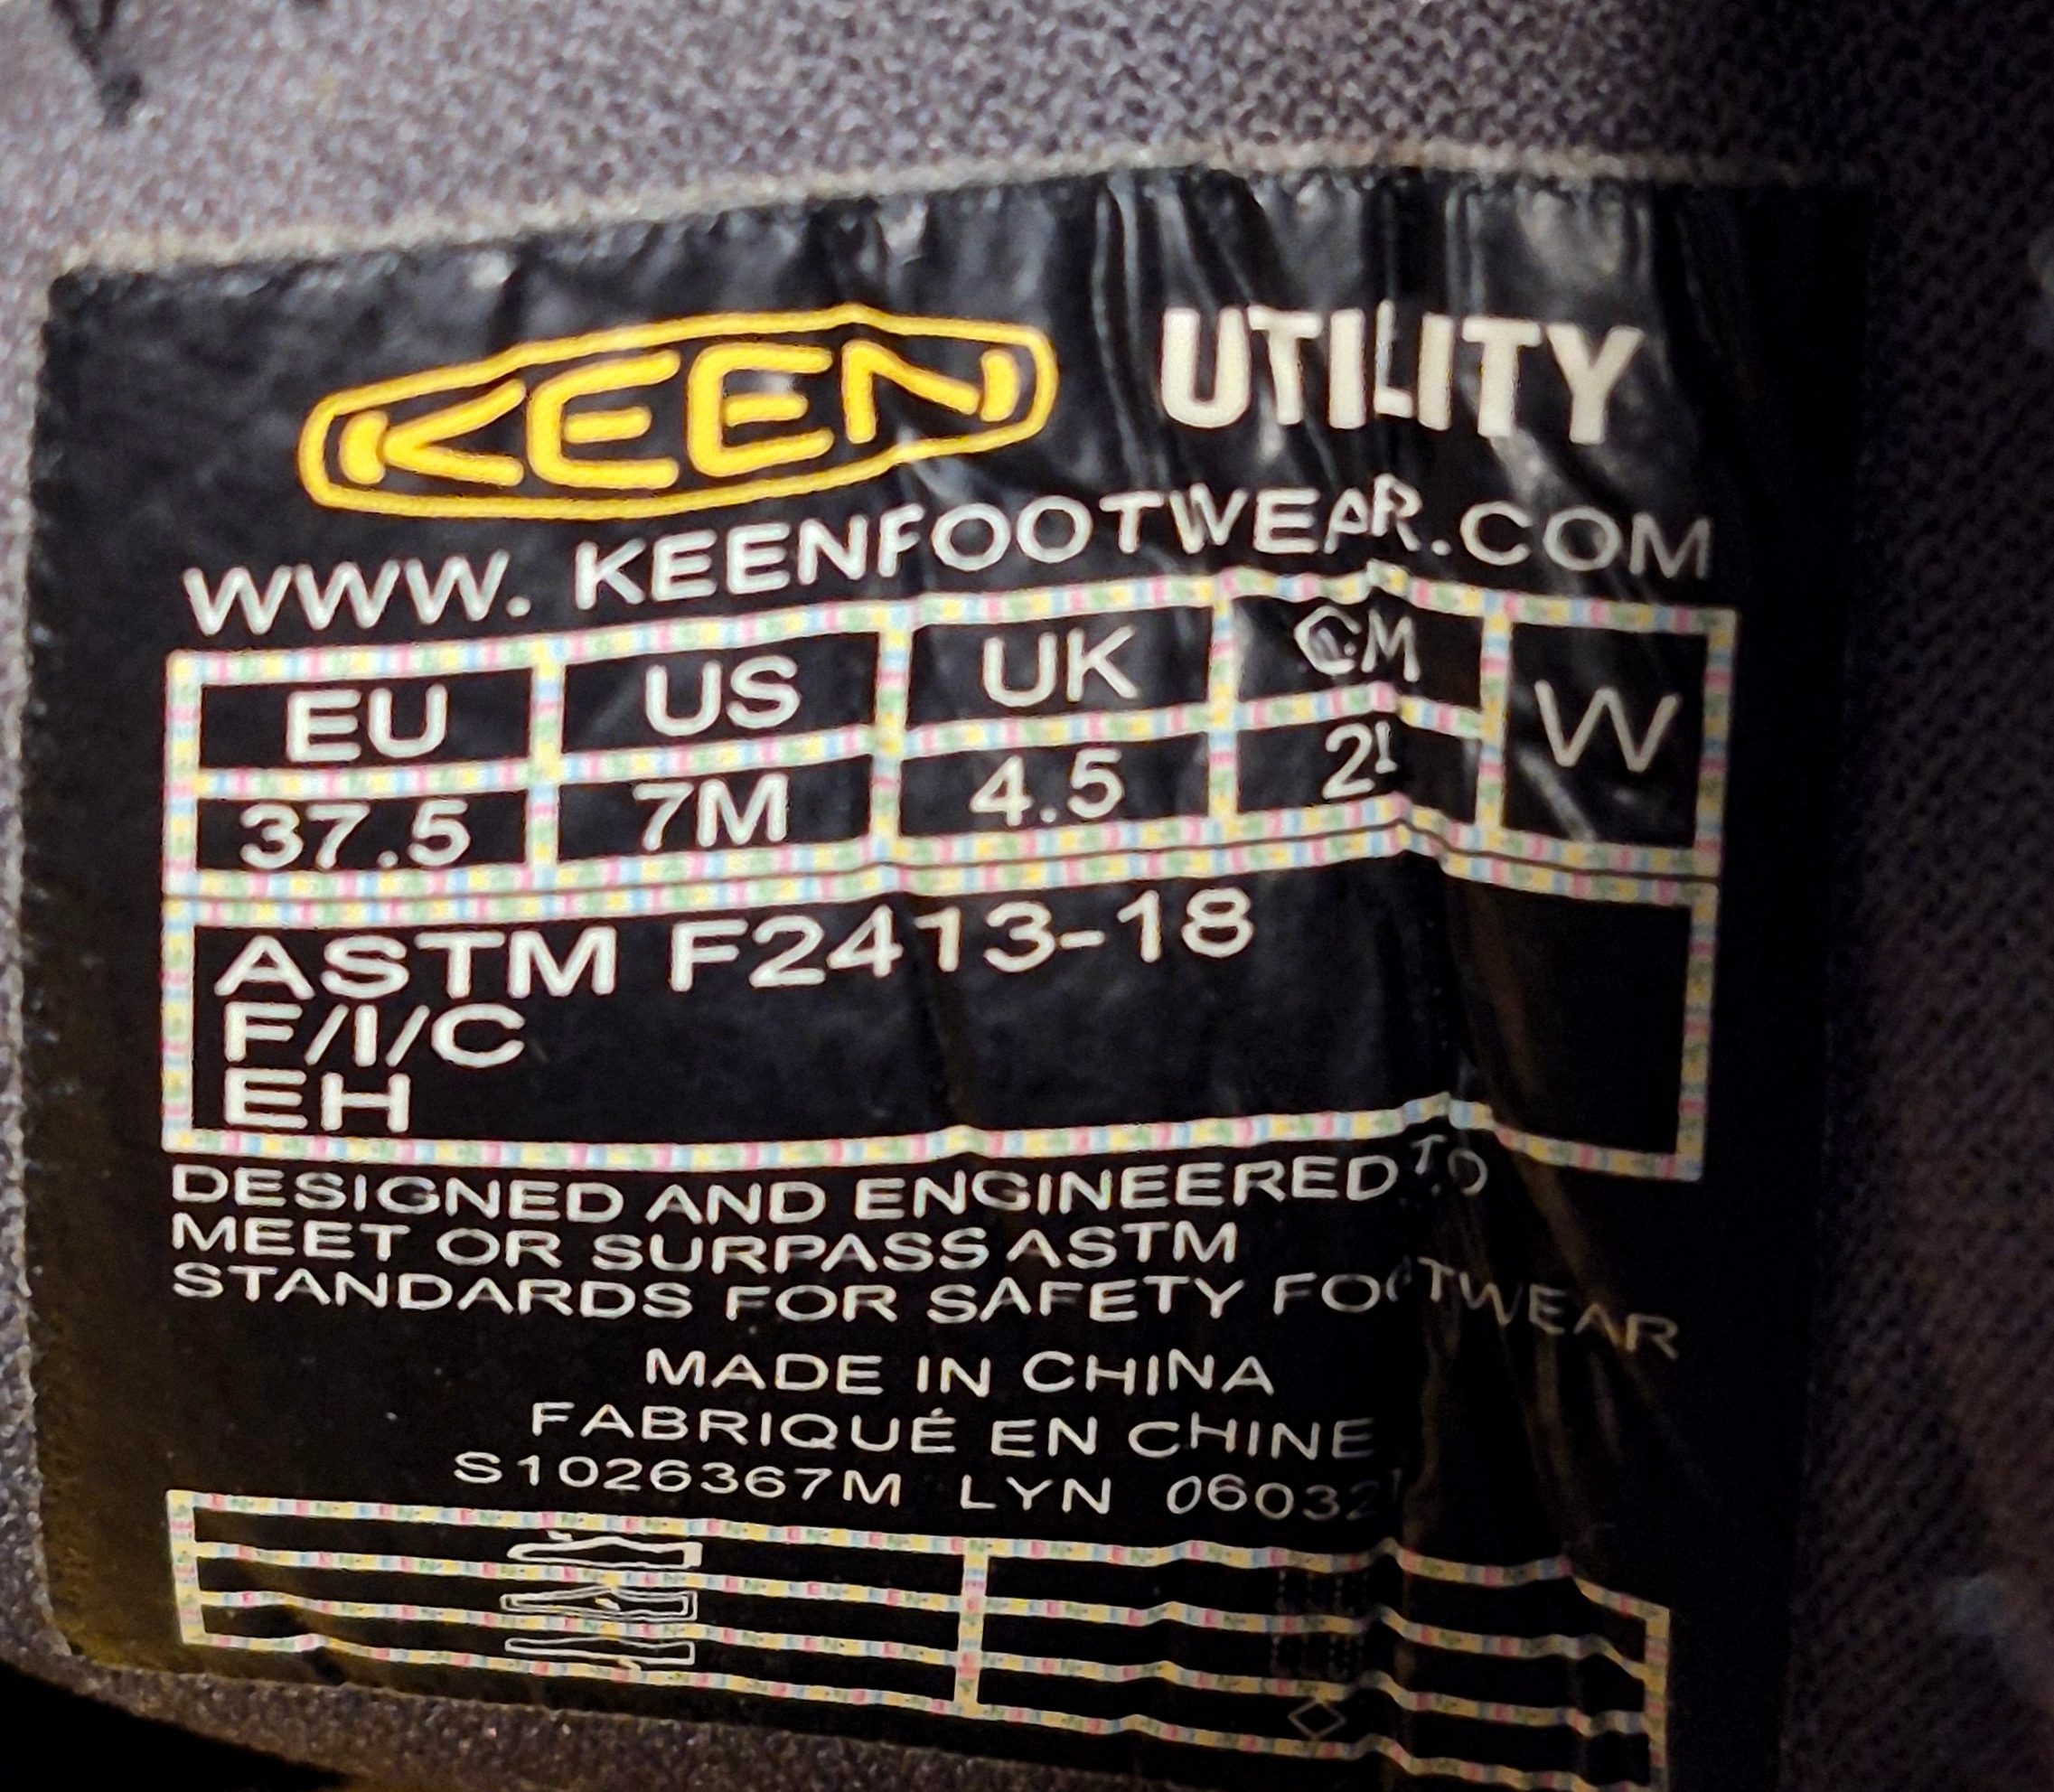 KEEN UTILITY
WWW.KEENFOOTWEAR.COM
EU US UK CM W
37.5 7M 4.5
ASTM F2413-18
F/I/C
EH
DESIGNED AND ENGINEERED TO
MEET OR SURPASS ASTM
STANDARDS FOR SAFETY FOOTWEAR
MADE IN CHINA
FABRIQUÉ EN CHINE
S1026367M LYN